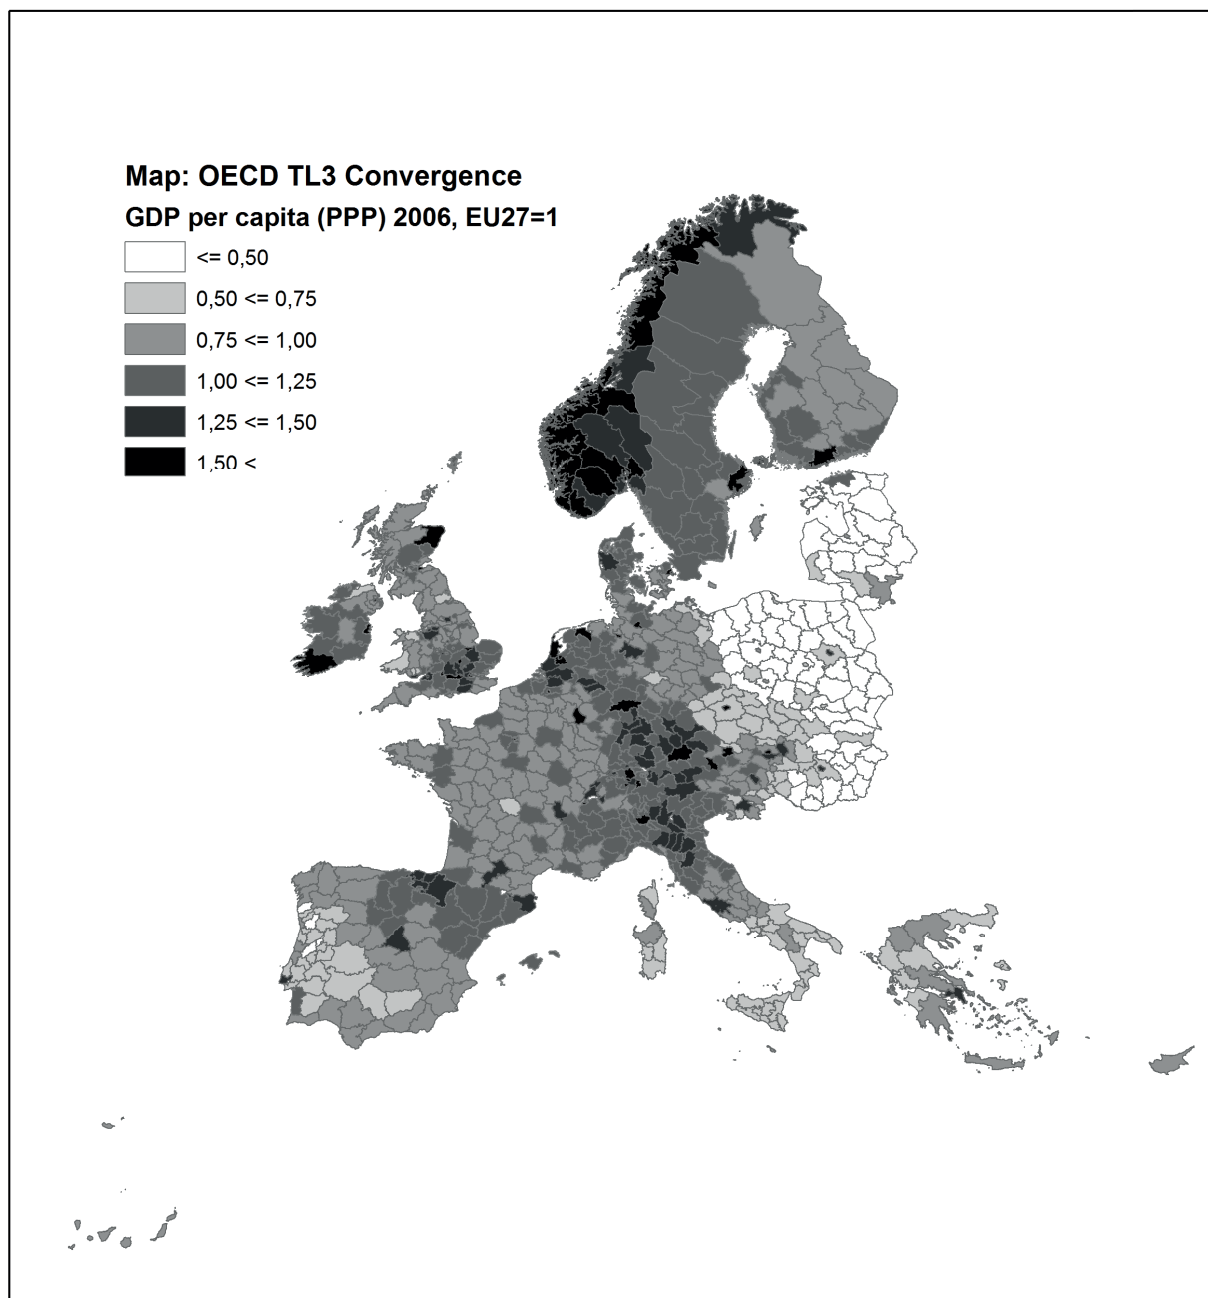 Map: OECD TL3 Convergence
GDP per capita (PPP) 2006, EU27=1
<= 0,50
0,50 <= 0,75
0,75 <= 1,00
1,00 <= 1,25
1,25 <= 1,50
1,50 <